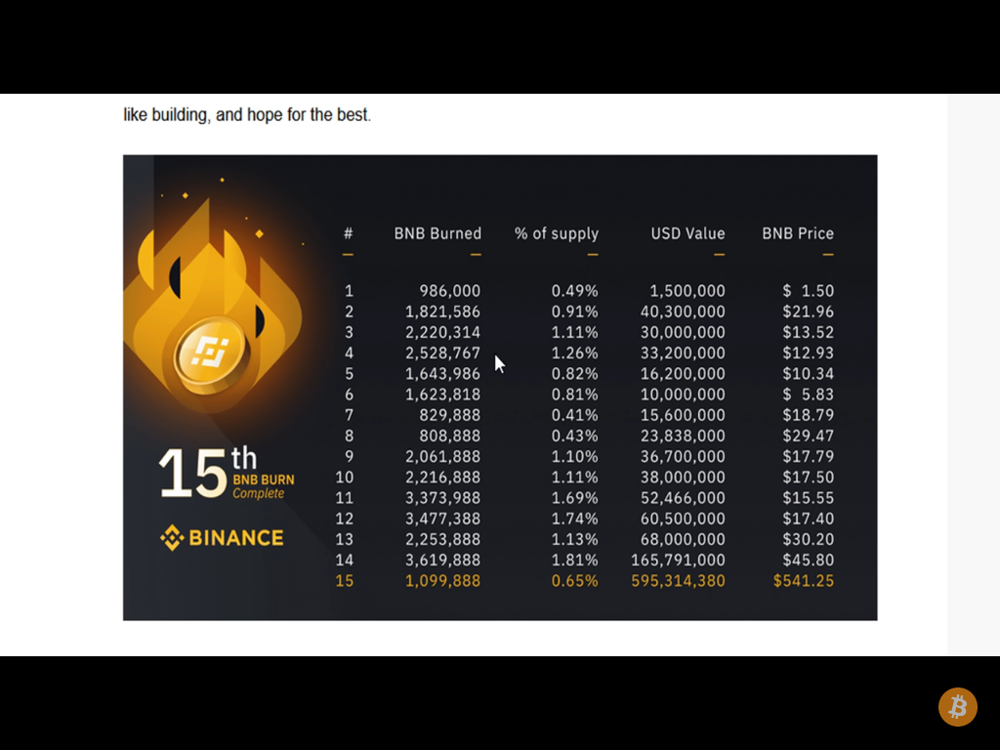 like building, and hope for the best.
# BNB Burned % of supply USD Value BNB Price
1 986,000 0.49% 1,500,000 $ 1.50
2 1,821,586 0.91% 40,300,000 $21.96
3 2,220,314 1.11% 30,000,000 $13.52
4 2,528,767 1.26% 33,200,000 $12.93
5 1,643,986 0.82% 16,200,000 $10.34
6 1,623,818 0.81% 10,000,000 $ 5.83
7 829,888 0.41% 15,600,000 $18.79
8 808,888 0.43% 23,838,000 $29.47
9 2,061,888 1.10% 36,700,000 $17.79
10 2,216,888 1.11% 38,000,000 $17.50
11 3,373,988 1.69% 52,466,000 $15.55
12 3,477,388 1.74% 60,500,000 $17.40
13 2,253,888 1.13% 68,000,000 $30.20
14 3,619,888 1.81% 165,791,000 $45.80
15 1,099,888 0.65% 595,314,380 $541.25
15th
BNB BURN
Complete
BINANCE